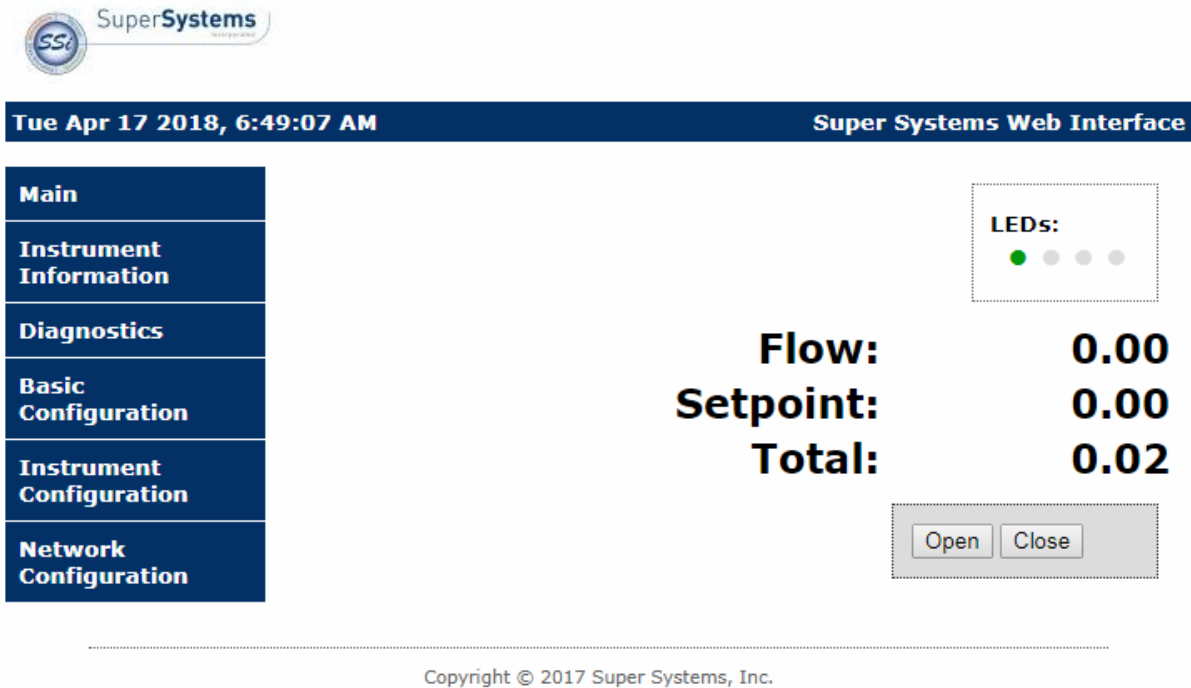 SSi
SuperSystems
incorporated
Tue Apr 17 2018, 6:49:07 AM Super Systems Web Interface
Main
Instrument
Information
Diagnostics
Basic
Configuration
Instrument
Configuration
Network
Configuration
LEDs:
Flow: 0.00
Setpoint: 0.00
Total: 0.02
Open Close
Copyright © 2017 Super Systems, Inc.